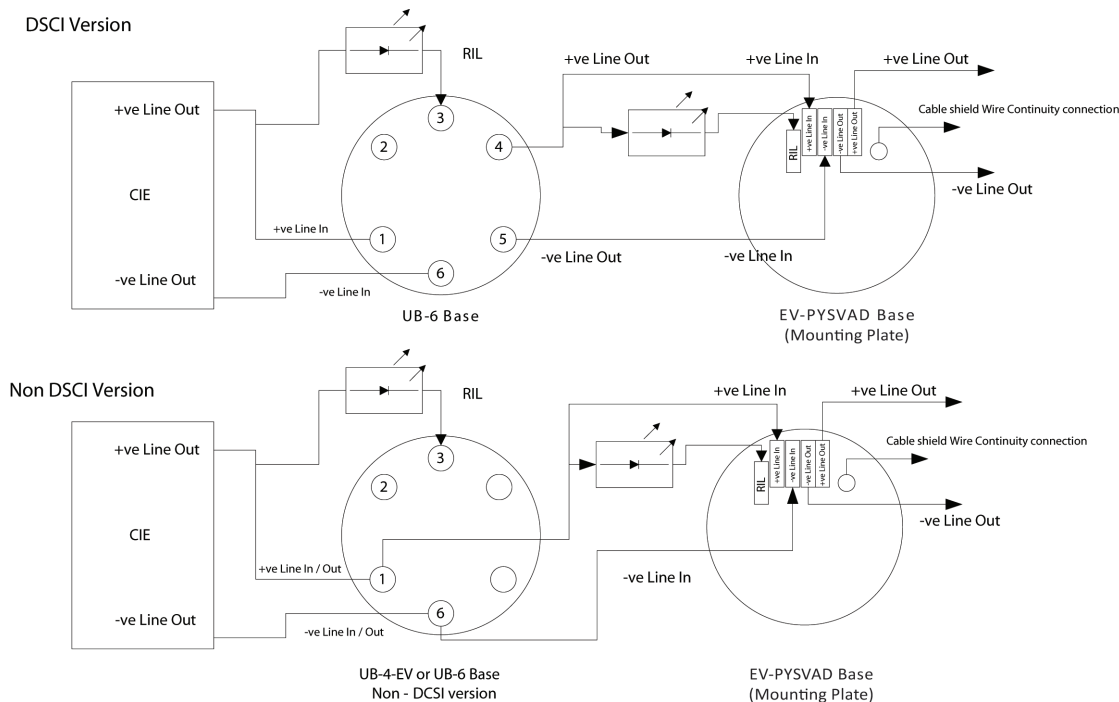 DSCI Version
RIL
+ve Line Out
+ve Line In
+ve Line Out
+ve Line Out
Cable shield Wire Continuity connection
3
2
4
RIL
+ve Line In
-ve Line In
-ve Line Out
+ve Line Out
CIE
-ve Line Out
+ve Line In
1
5
-ve Line Out
-ve Line In
-ve Line Out
6
-ve Line In
UB-6 Base
EV-PYSVAD Base
(Mounting Plate)
Non DSCI Version
RIL
+ve Line In
+ve Line Out
+ve Line Out
Cable shield Wire Continuity connection
3
2
RIL
+ve Line In
-ve Line In
-ve Line Out
+ve Line Out
CIE
-ve Line Out
+ve Line In / Out
1
-ve Line In
-ve Line Out
6
-ve Line In / Out
UB-4-EV or UB-6 Base
Non - DCSI version
EV-PYSVAD Base
(Mounting Plate)